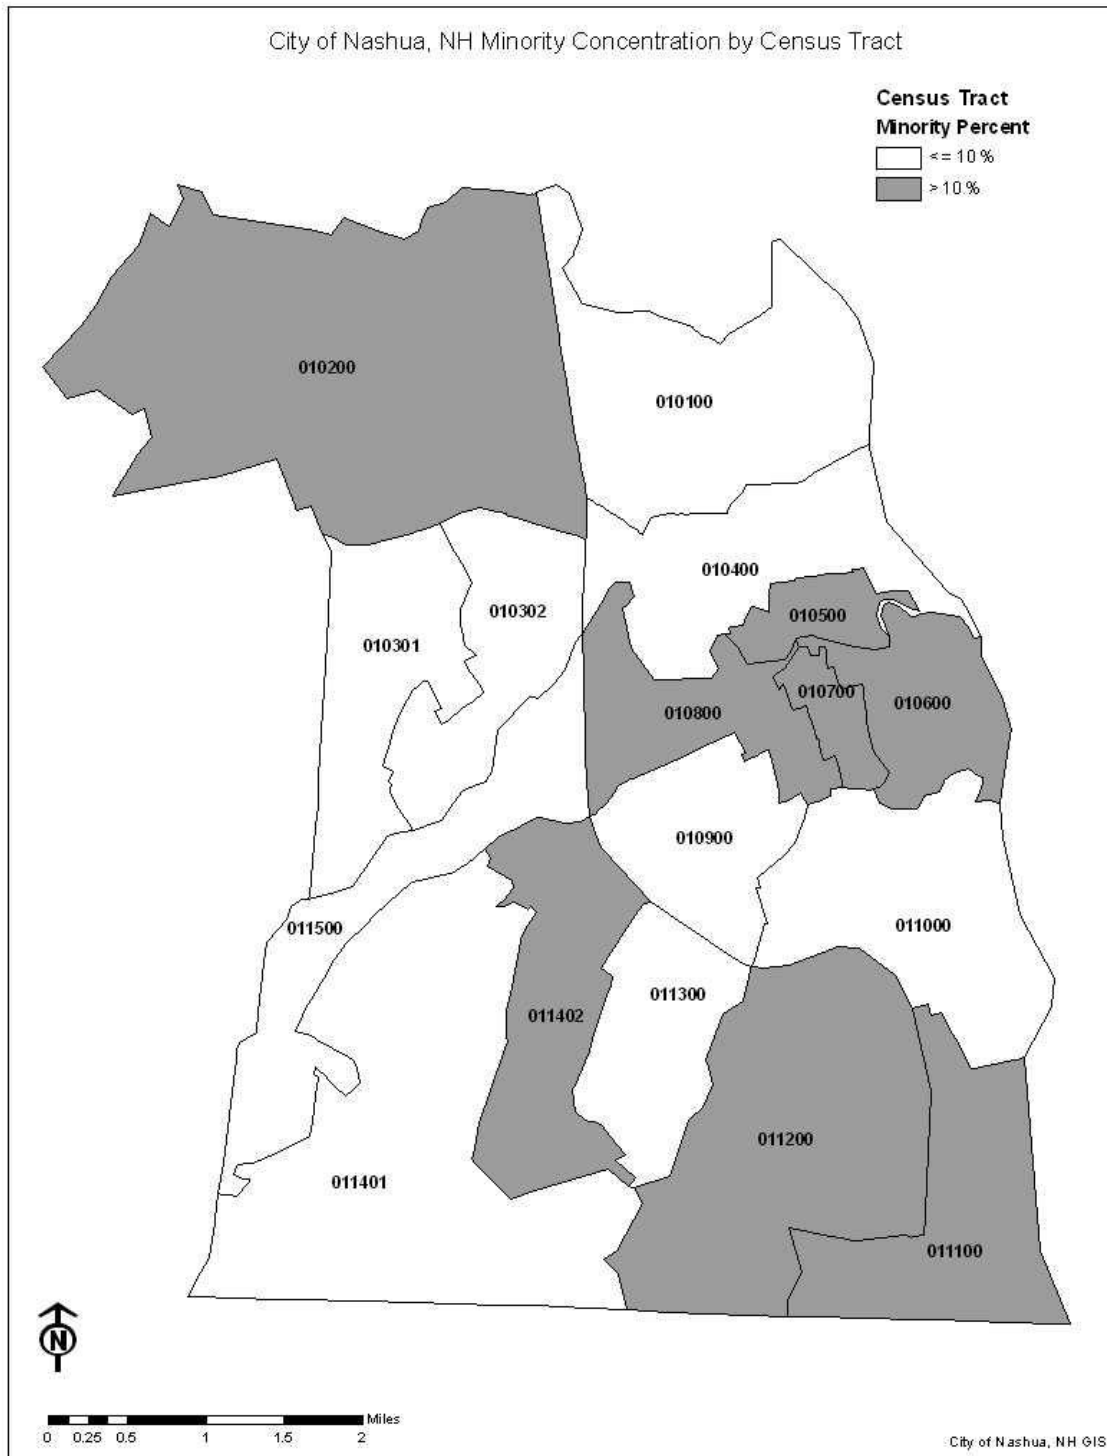 City of Nashua, NH Minority Concentration by Census Tract
Census Tract
Minority Percent
<= 10 %
> 10 %
010200
010100
010400
010302
010500
010301
010700
010600
010800
010900
011500
011000
011300
011402
011200
011401
011100
N
Miles
0 0.25 0.5 1 1.5 2
City of Nashua, NH GIS